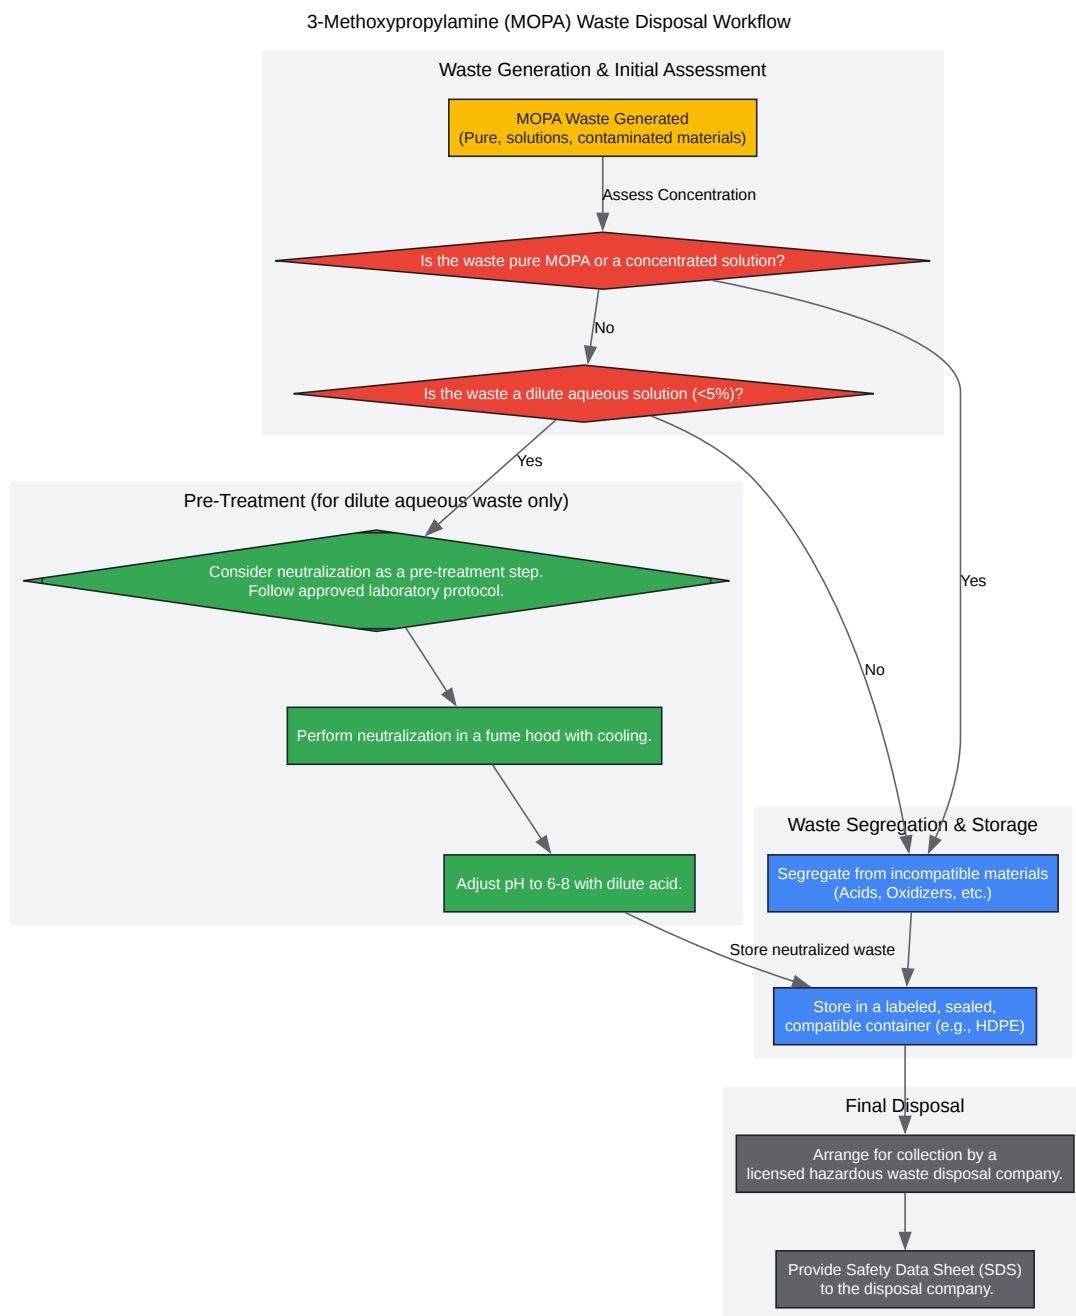 3-Methoxypropylamine (MOPA) Waste Disposal Workflow
Waste Generation & Initial Assessment
MOPA Waste Generated
(Pure, solutions, contaminated materials)
Assess Concentration
Is the waste pure MOPA or a concentrated solution?
No
Is the waste a dilute aqueous solution (<5%)?
Yes
Pre-Treatment (for dilute aqueous waste only)
Consider neutralization as a pre-treatment step.
Follow approved laboratory protocol.
Yes
No
Perform neutralization in a fume hood with cooling.
Waste Segregation & Storage
Segregate from incompatible materials
(Acids, Oxidizers, etc.)
Adjust pH to 6-8 with dilute acid.
Store neutralized waste
Store in a labeled, sealed,
compatible container (e.g., HDPE)
Final Disposal
Arrange for collection by a
licensed hazardous waste disposal company.
Provide Safety Data Sheet (SDS)
to the disposal company.